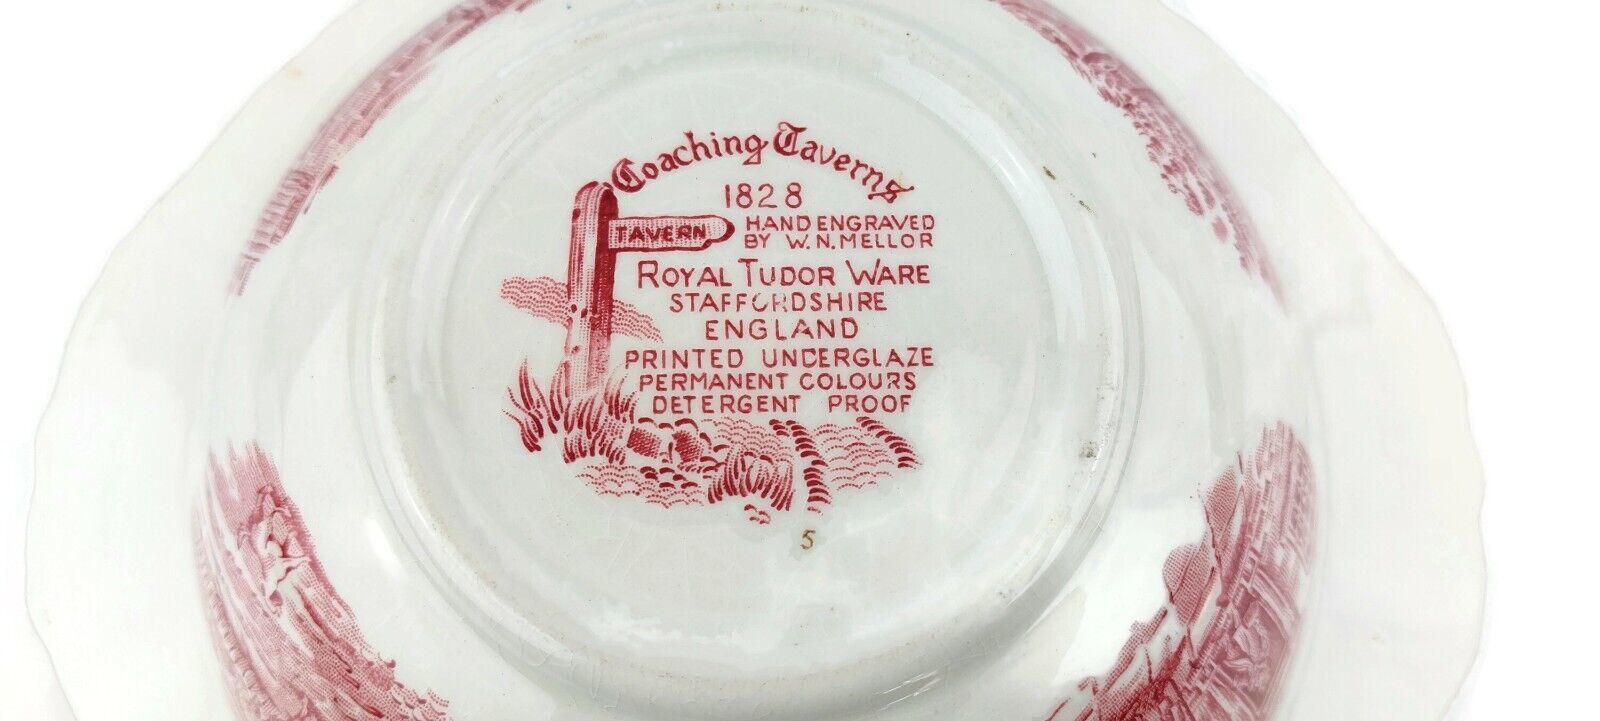 Coaching Taverns
1828
TAVERN
HAND ENGRAVED
BY W.N. MELLOR
ROYAL TUDOR WARE
STAFFORDSHIRE
ENGLAND
PRINTED UNDERGLAZE
PERMANENT COLOURS
DETERGENT PROOF
5